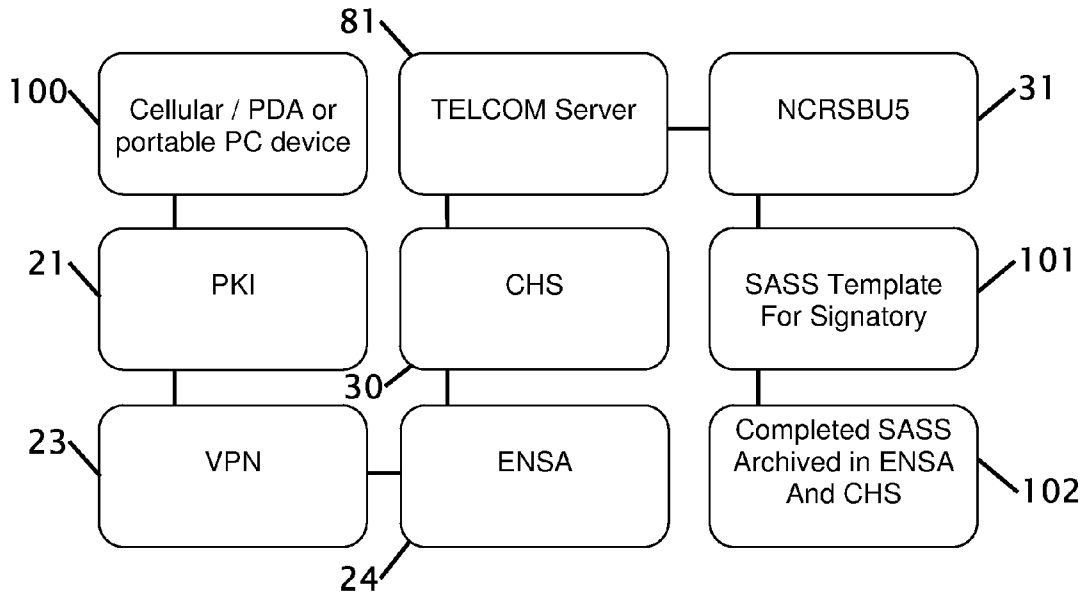 81
100
Cellular / PDA or
portable PC device
TELCOM Server
NCRSBU5
31
21
PKI
CHS
30
SASS Template
For Signatory
101
23
VPN
ENSA
24
Completed SASS
Archived in ENSA
And CHS
102